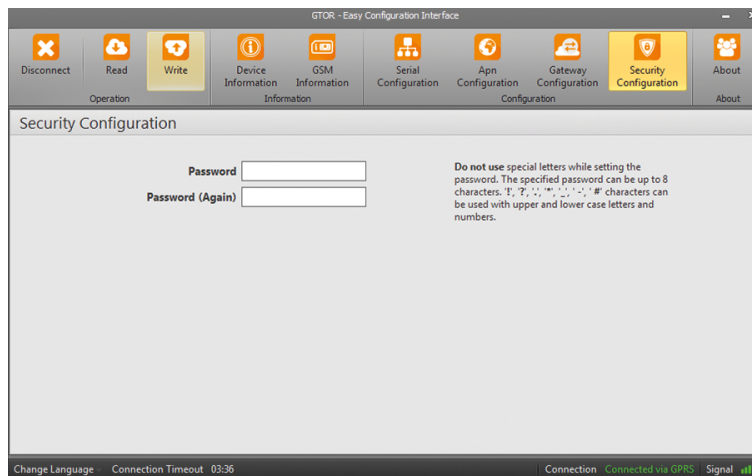 GTOR - Easy Configuration Interface
Disconnect
Read
Write
Device Information
GSM Information
Serial Configuration
Apn Configuration
Gateway Configuration
Security Configuration
About
Operation
Information
Configuration
About
Security Configuration
Password
Password (Again)
Do not use special letters while setting the
password. The specified password can be up to 8
characters. '!', '?', '.', '*', '_', ' -', ' #' characters can
be used with upper and lower case letters and
numbers.
Change Language - Connection Timeout 03:36
Connection Connected via GPRS Signal